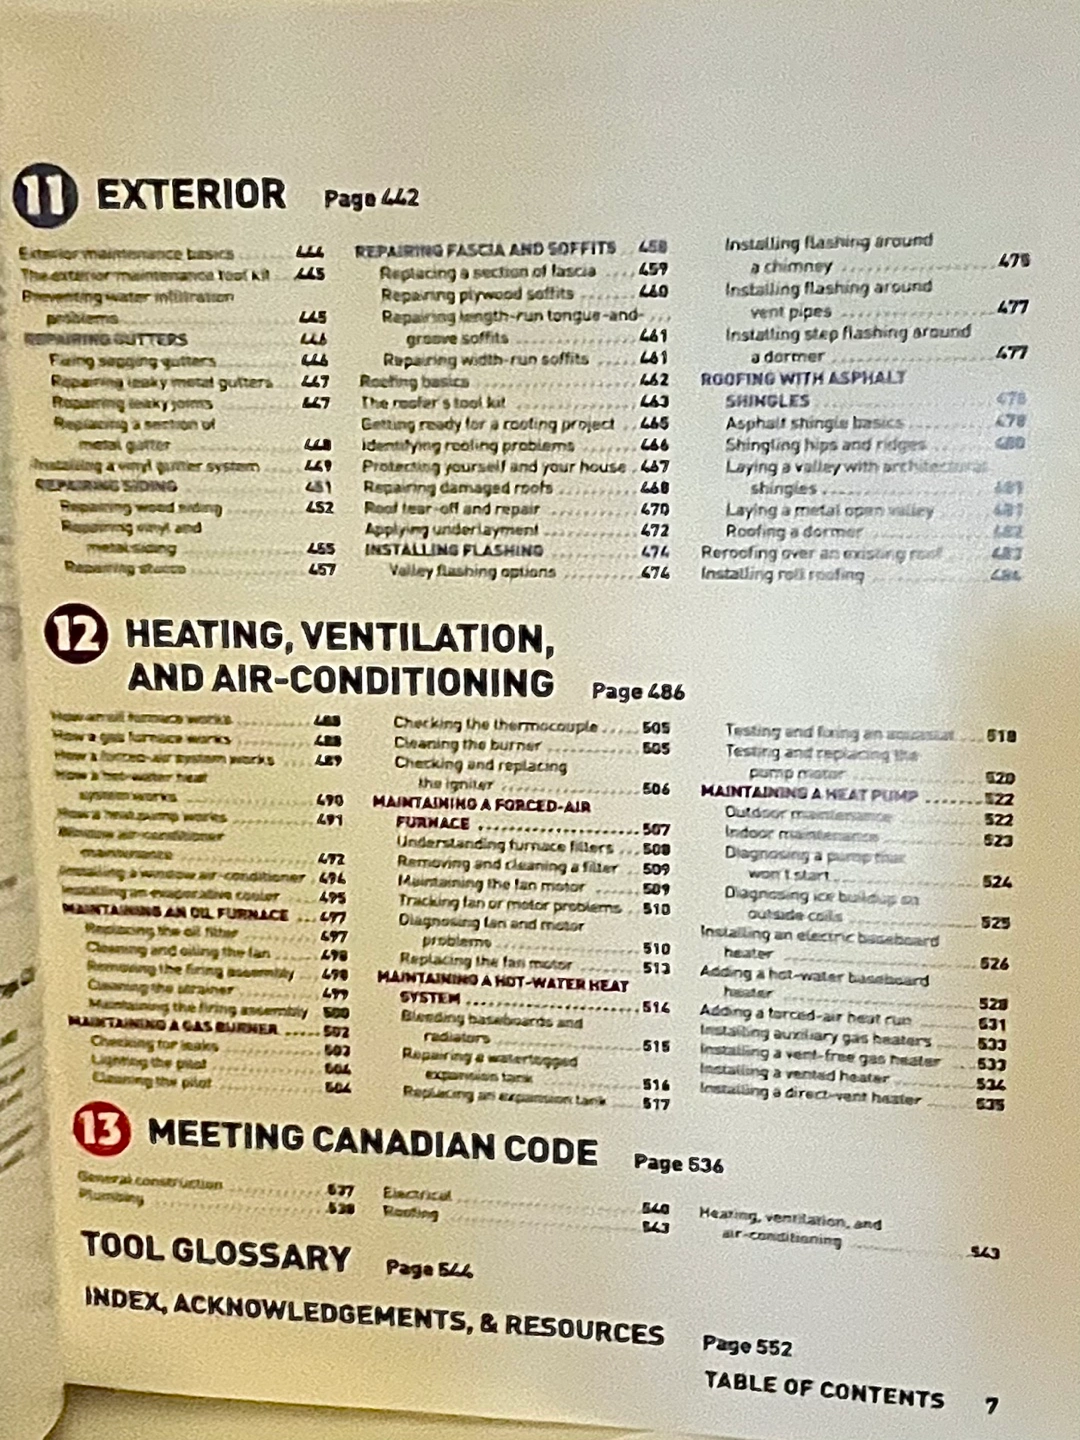 11 EXTERIOR Page 442
Exterior maintenance basics 444
The exterior maintenance tool kit 445
Preventing water infiltration
problems 445
REPAIRING GUTTERS 446
Fixing sagging gutters 446
Repairing leaky metal gutters 447
Repairing leaky joints 447
Replacing a section of
metal gutter 448
Installing a vinyl gutter system 449
REPAIRING SIDING 451
Repairing wood siding 452
Repairing vinyl and
metal siding 455
Repairing stucco 457
REPAIRING FASCIA AND SOFFITS 458
Replacing a section of fascia 459
Repairing plywood soffits 460
Repairing length-run tongue-and-
groove soffits 461
Repairing width-run soffits 461
Roofing basics 462
The roofer's tool kit 463
Getting ready for a roofing project 465
Identifying roofing problems 466
Protecting yourself and your house 467
Repairing damaged roofs 468
Roof tear-off and repair 470
Applying underlayment 472
INSTALLING FLASHING 474
Valley flashing options 474
Installing flashing around
a chimney 475
Installing flashing around
vent pipes 477
Installing step flashing around
a dormer 477
ROOFING WITH ASPHALT
SHINGLES 478
Asphalt shingle basics 478
Shingling hips and ridges 480
Laying a valley with architectural
shingles 481
Laying a metal open valley 481
Roofing a dormer 482
Reroofing over an existing roof 483
Installing roll roofing 484
12 HEATING, VENTILATION,
AND AIR-CONDITIONING Page 486
How an oil furnace works 488
How a gas furnace works 488
How a forced-air system works 489
How a hot-water heat
system works 490
How a heat pump works 491
Window air-conditioner
maintenance 492
Installing a window air-conditioner 494
Installing an evaporative cooler 495
MAINTAINING AN OIL FURNACE 497
Replacing the oil filter 497
Cleaning and oiling the fan 498
Removing the firing assembly 498
Cleaning the strainer 499
Maintaining the firing assembly 500
MAINTAINING A GAS BURNER 502
Checking for leaks 503
Lighting the pilot 504
Cleaning the pilot 504
Checking the thermocouple 505
Cleaning the burner 505
Checking and replacing
the igniter 506
MAINTAINING A FORCED-AIR
FURNACE 507
Understanding furnace filters 508
Removing and cleaning a filter 509
Maintaining the fan motor 509
Tracking fan or motor problems 510
Diagnosing fan and motor
problems 510
Replacing the fan motor 513
MAINTAINING A HOT-WATER HEAT
SYSTEM 514
Bleeding baseboards and
radiators 515
Repairing a waterlogged
expansion tank 516
Replacing an expansion tank 517
Testing and fixing an aquastat 518
Testing and replacing the
pump motor 520
MAINTAINING A HEAT PUMP 522
Outdoor maintenance 522
Indoor maintenance 523
Diagnosing a pump that
won't start 524
Diagnosing ice buildup on
outside coils 525
Installing an electric baseboard
heater 526
Adding a hot-water baseboard
heater 528
Adding a forced-air heat run 531
Installing auxiliary gas heaters 533
Installing a vent-free gas heater 533
Installing a vented heater 534
Installing a direct-vent heater 535
13 MEETING CANADIAN CODE Page 536
General construction 537
Plumbing 538
Electrical 540
Roofing 543
Heating, ventilation, and
air-conditioning 543
TOOL GLOSSARY Page 544
INDEX, ACKNOWLEDGEMENTS, & RESOURCES Page 552
TABLE OF CONTENTS 7